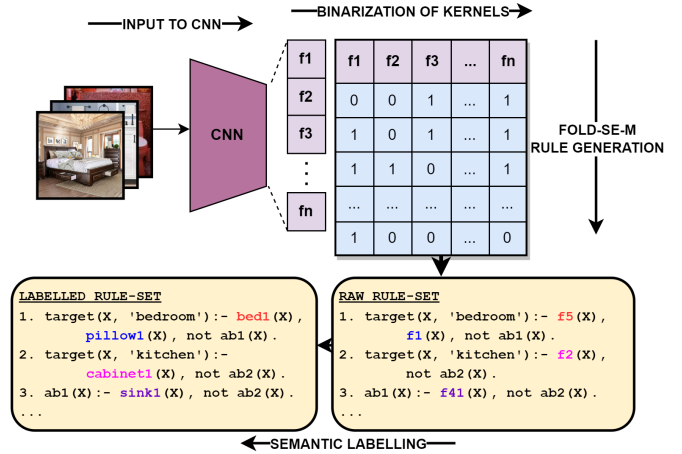 INPUT TO CNN
BINARIZATION OF KERNELS
CNN
f1
f2
f3
fn
f1 f2 f3 ... fn
0 0 1 ... 1
1 0 1 ... 1
1 1 0 ... 1
... ... ... ... ...
1 0 0 ... 0
FOLD-SE-M
RULE GENERATION
LABELLED RULE-SET
1. target(X, 'bedroom'):- bed1(X),
pillow1(X), not ab1(X).
2. target(X, 'kitchen'):-
cabinet1(X), not ab2(X).
3. ab1(X):- sink1(X), not ab2(X).
...
RAW RULE-SET
1. target(X, 'bedroom'):- f5(X),
f1(X), not ab1(X).
2. target(X, 'kitchen'):- f2(X),
not ab2(X).
3. ab1(X):- f41(X), not ab2(X).
...
SEMANTIC LABELLING